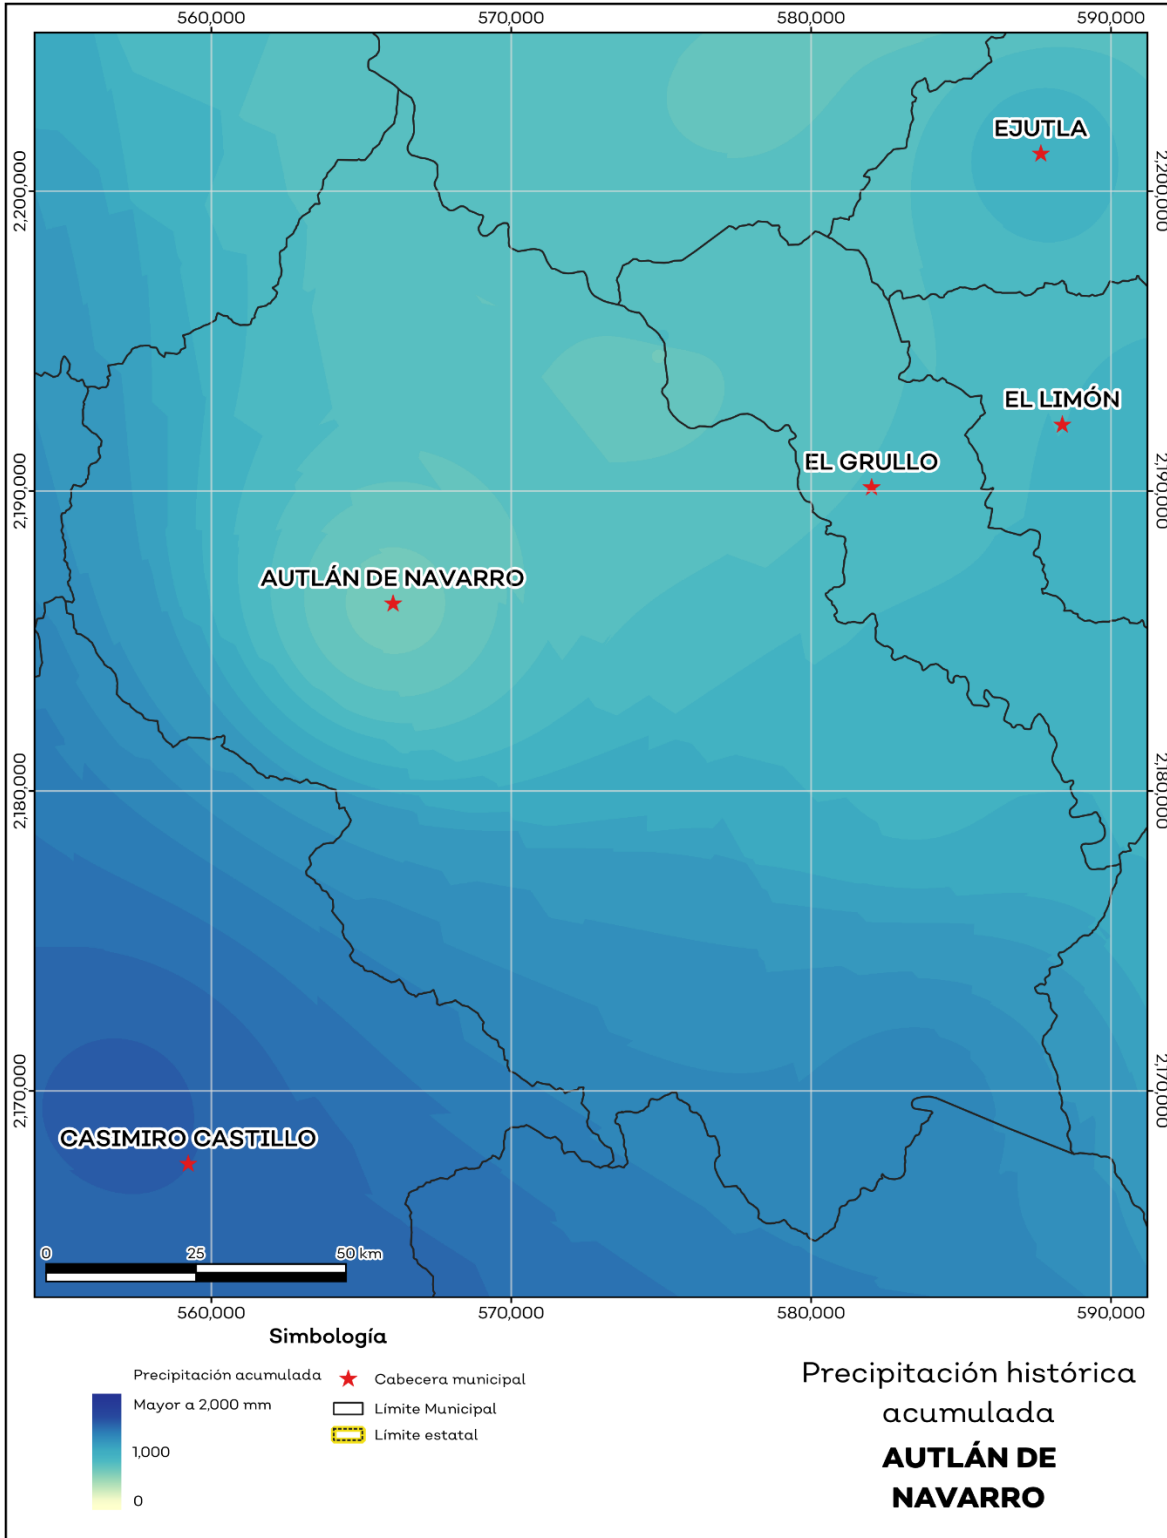 560,000
570,000
580,000
590,000
2,200,000
2,200,000
2,190,000
2,190,000
2,180,000
2,180,000
2,170,000
2,170,000
EJUTLA
EL LIMÓN
EL GRULLO
AUTLÁN DE NAVARRO
CASIMIRO CASTILLO
0
25
50 km
560,000
570,000
580,000
590,000
Simbología
Precipitación acumulada
Mayor a 2,000 mm
1,000
0
Cabecera municipal
Límite Municipal
Límite estatal
Precipitación histórica
acumulada
AUTLÁN DE
NAVARRO